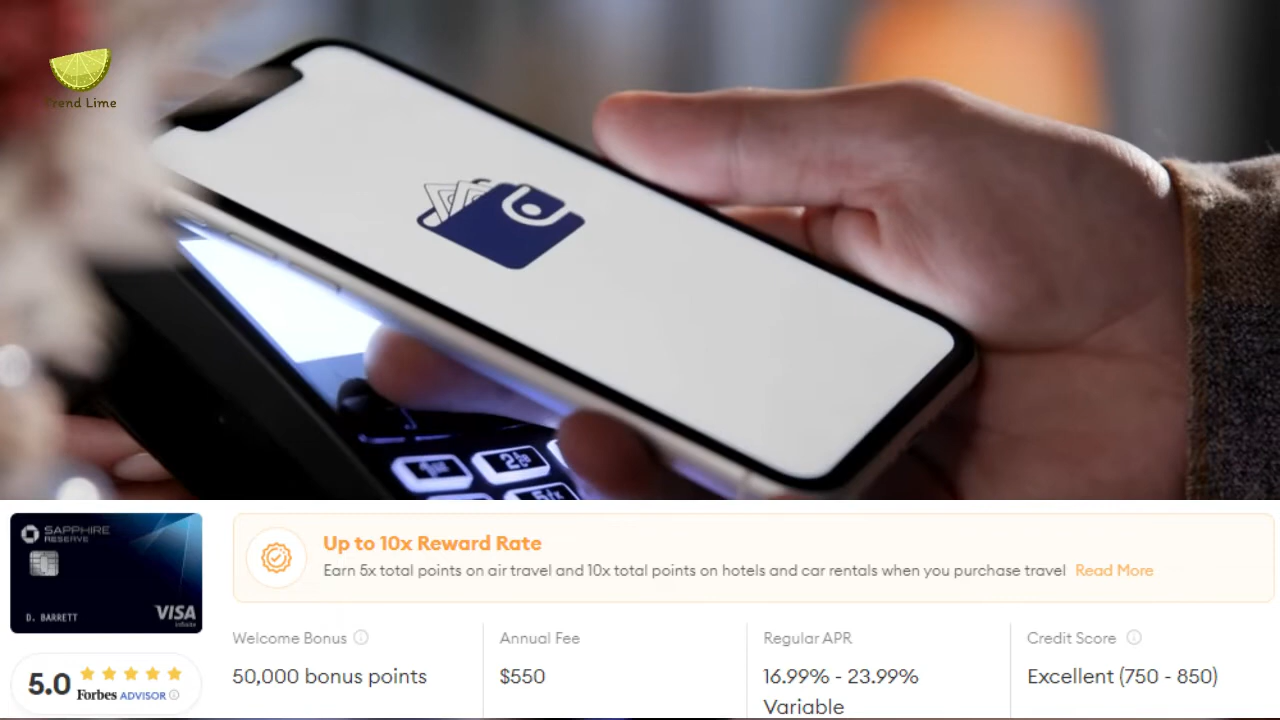 Trend Lime
SAPPHIRE
RESERVE
D. BARRETT
VISA
Infinite
Up to 10x Reward Rate
Earn 5x total points on air travel and 10x total points on hotels and car rentals when you purchase travel Read More
Welcome Bonus
50,000 bonus points
Annual Fee
$550
Regular APR
16.99% - 23.99%
Variable
Credit Score
Excellent (750 - 850)
5.0
Forbes ADVISOR